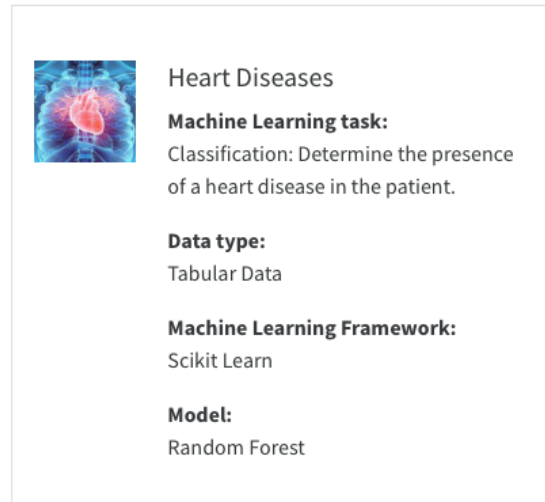 Heart Diseases
Machine Learning task:
Classification: Determine the presence
of a heart disease in the patient.
Data type:
Tabular Data
Machine Learning Framework:
Scikit Learn
Model:
Random Forest